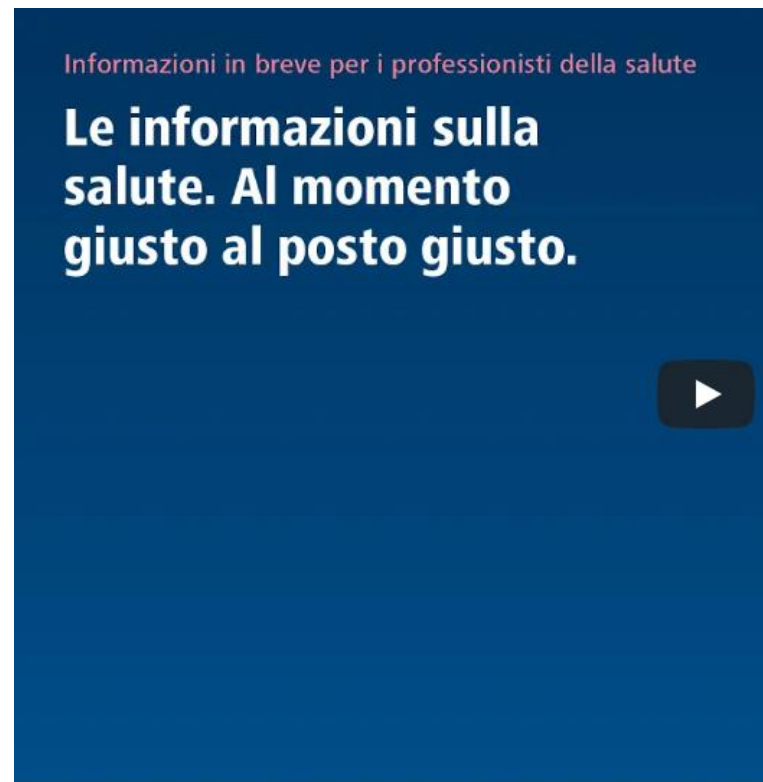 Informazioni in breve per i professionisti della salute
Le informazioni sulla
salute. Al momento
giusto al posto giusto.